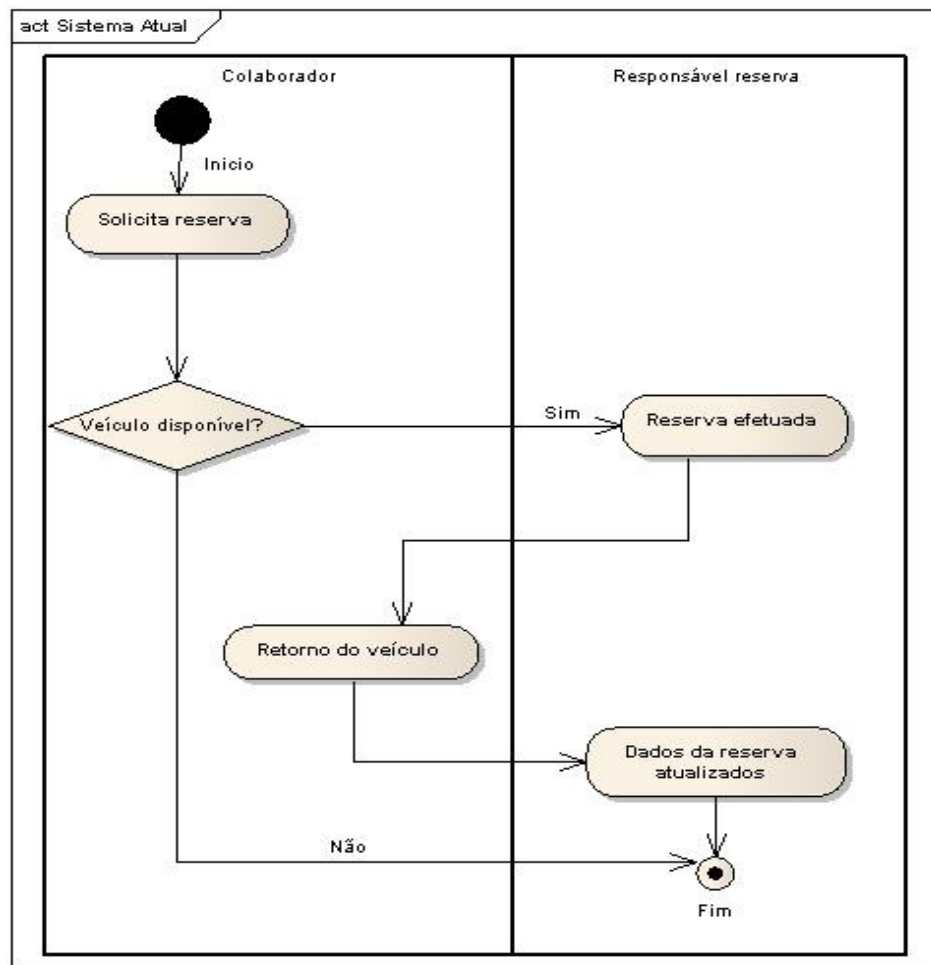 act Sistema Atual
Colaborador
Responsável reserva
Inicio
Solicita reserva
Veículo disponível?
Sim
Reserva efetuada
Retorno do veículo
Dados da reserva
atualizados
Não
Fim